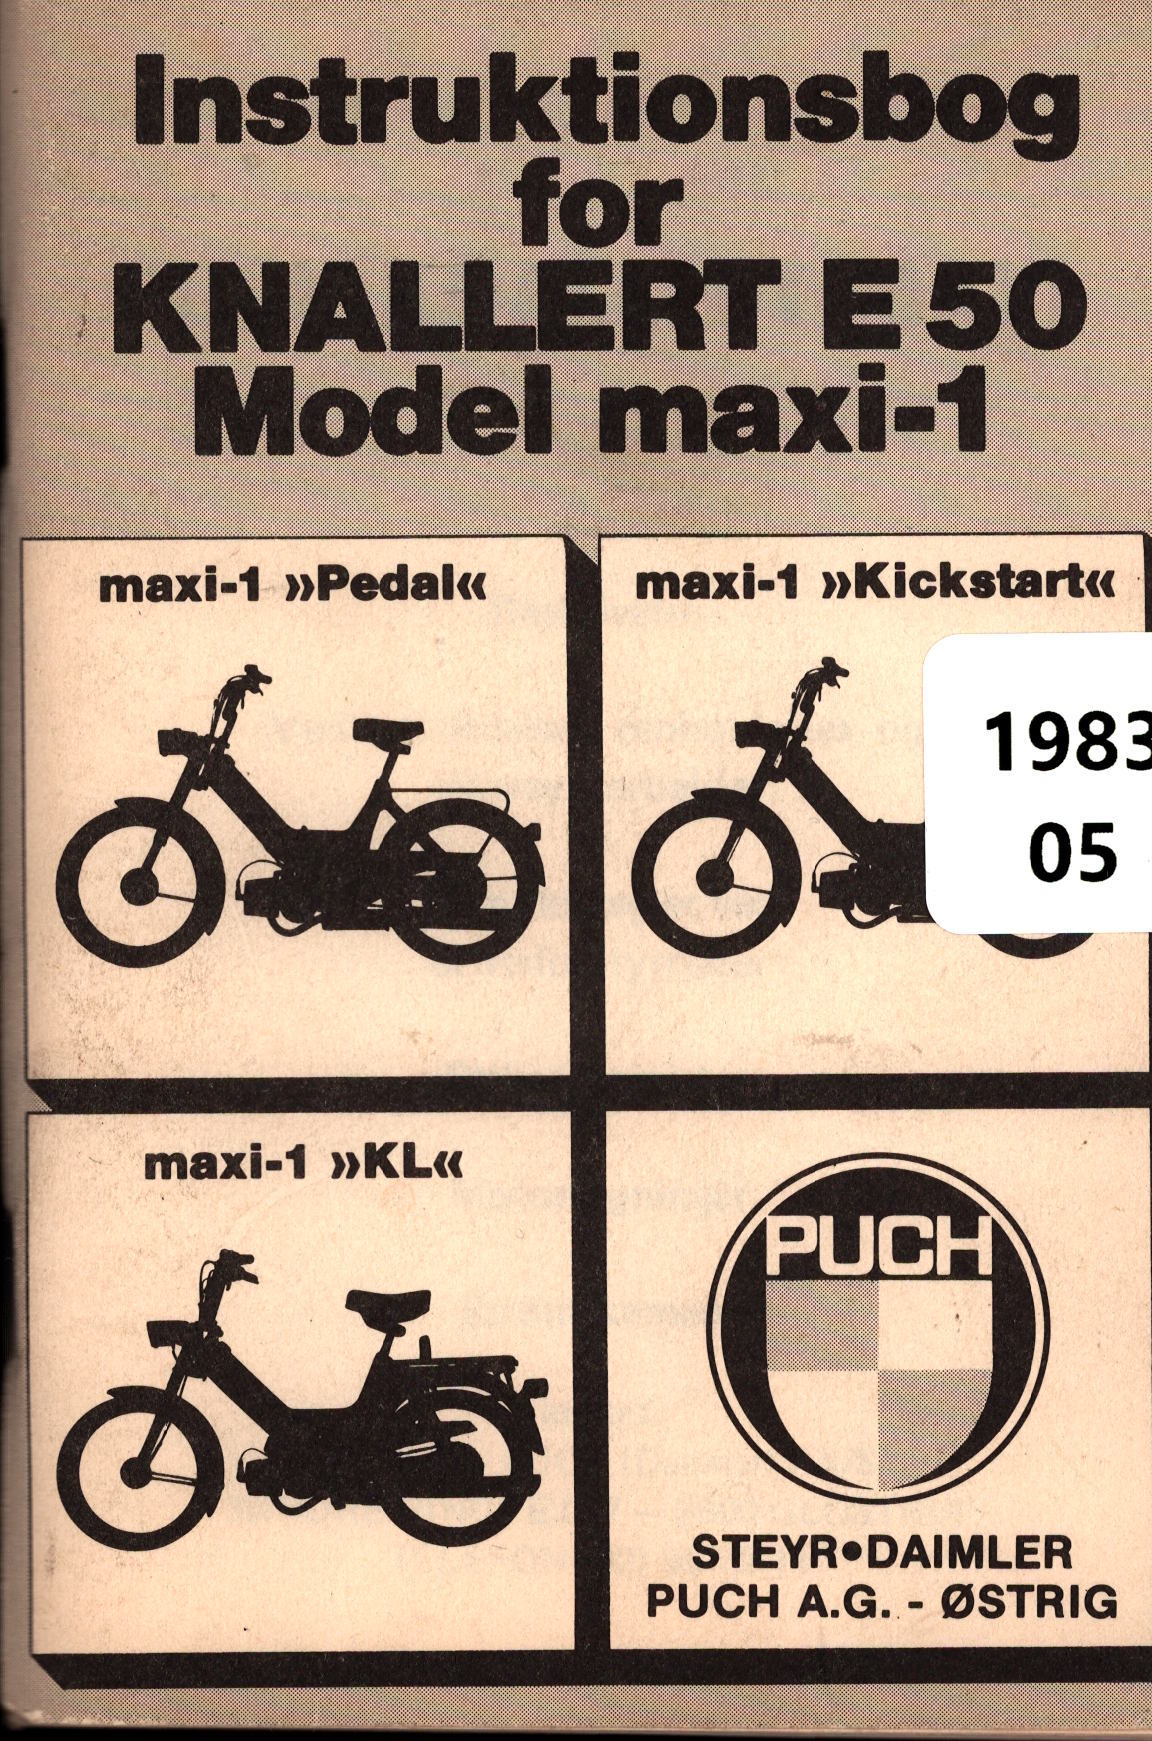 Instruktionsbog
for
KNALLERT E 50
Model maxi-1
maxi-1 »Pedal«
maxi-1 »Kickstart«
1983
05
maxi-1 »KL«
PUCH
STEYR•DAIMLER
PUCH A.G. - ØSTRIG